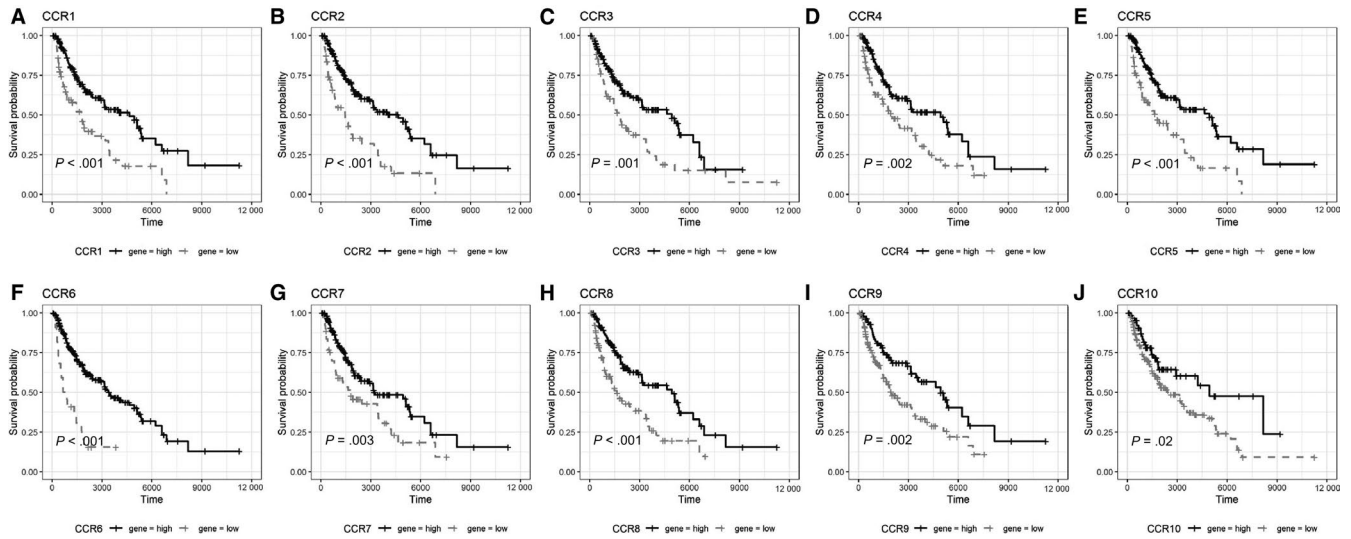 A
CCR1
1.00
0.75
0.50
0.25
0.00
Survival probability
P < .001
0 3000 6000 9000 12 000
Time
CCR1 gene = high gene = low
B
CCR2
1.00
0.75
0.50
0.25
0.00
Survival probability
P < .001
0 3000 6000 9000 12 000
Time
CCR2 gene = high gene = low
C
CCR3
1.00
0.75
0.50
0.25
0.00
Survival probability
P = .001
0 3000 6000 9000 12 000
Time
CCR3 gene = high gene = low
D
CCR4
1.00
0.75
0.50
0.25
0.00
Survival probability
P = .002
0 3000 6000 9000 12 000
Time
CCR4 gene = high gene = low
E
CCR5
1.00
0.75
0.50
0.25
0.00
Survival probability
P < .001
0 3000 6000 9000 12 000
Time
CCR5 gene = high gene = low
F
CCR6
1.00
0.75
0.50
0.25
0.00
Survival probability
P < .001
0 3000 6000 9000 12 000
Time
CCR6 gene = high gene = low
G
CCR7
1.00
0.75
0.50
0.25
0.00
Survival probability
P = .003
0 3000 6000 9000 12 000
Time
CCR7 gene = high gene = low
H
CCR8
1.00
0.75
0.50
0.25
0.00
Survival probability
P < .001
0 3000 6000 9000 12 000
Time
CCR8 gene = high gene = low
I
CCR9
1.00
0.75
0.50
0.25
0.00
Survival probability
P = .002
0 3000 6000 9000 12 000
Time
CCR9 gene = high gene = low
J
CCR10
1.00
0.75
0.50
0.25
0.00
Survival probability
P = .02
0 3000 6000 9000 12 000
Time
CCR10 gene = high gene = low